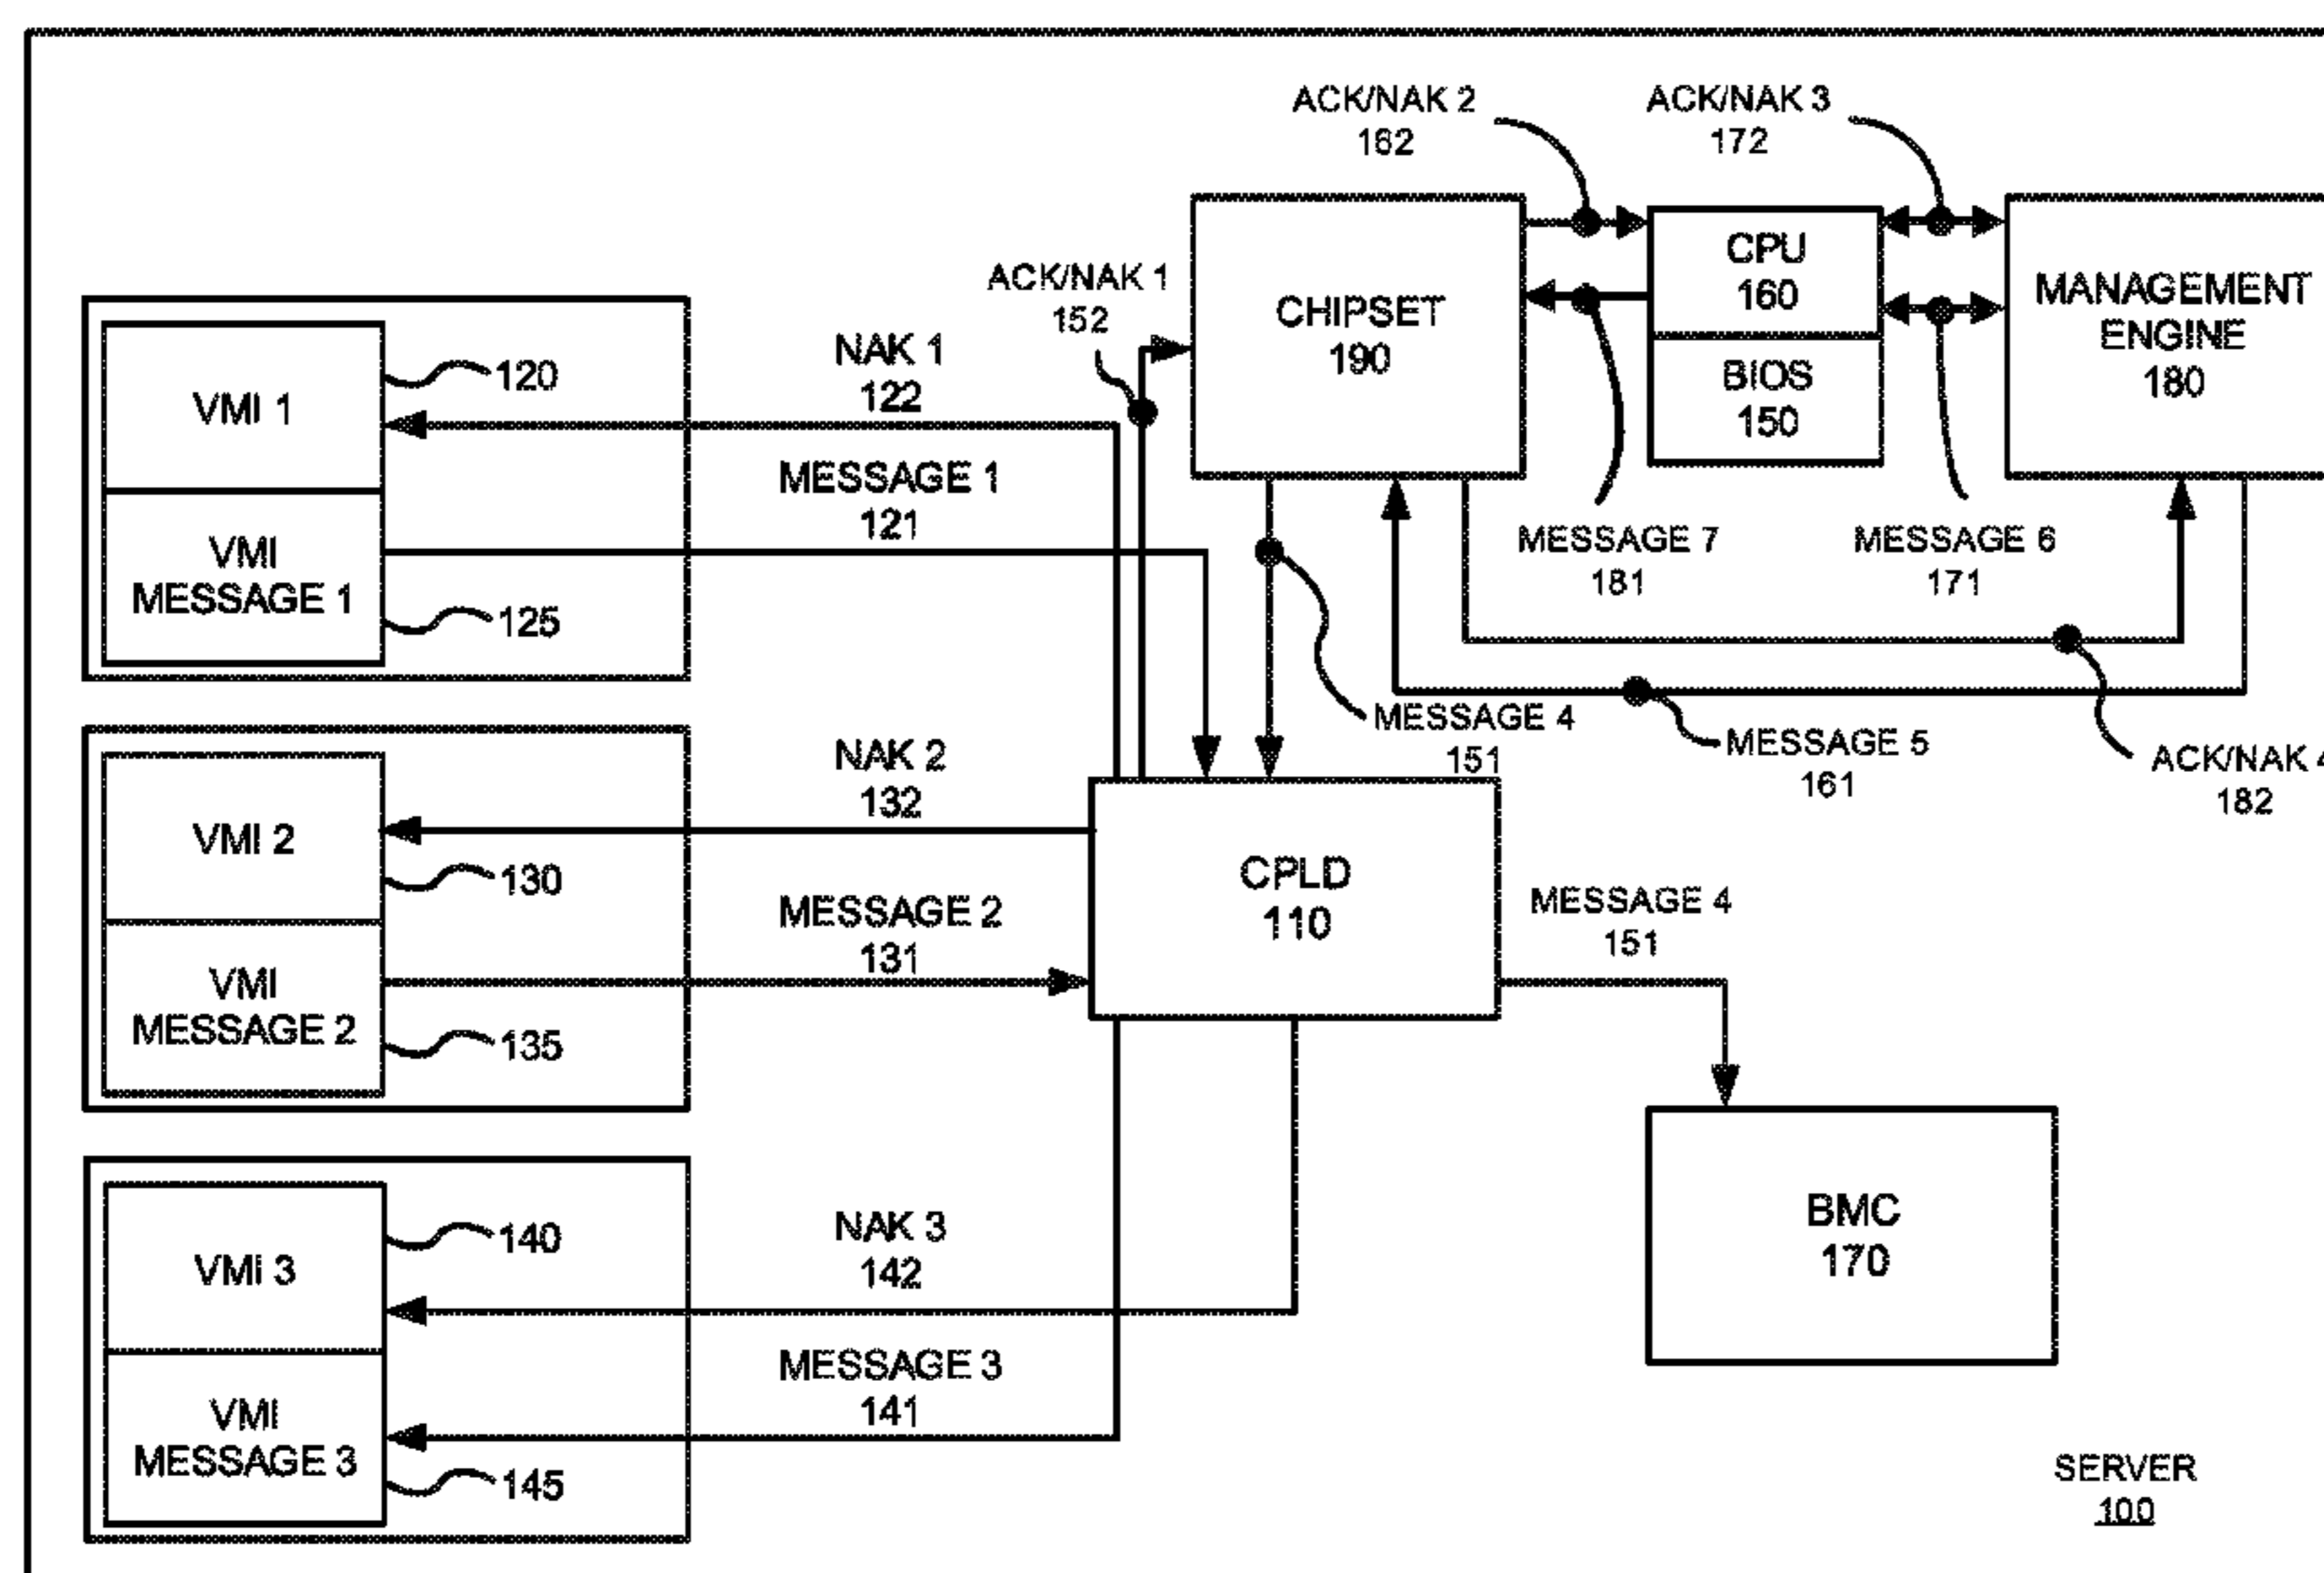 ACK/NAK 2
162
ACK/NAK 3
172
ACK/NAK 1
152
CHIPSET
190
CPU
160
BIOS
150
MANAGEMENT
ENGINE
180
VMI 1
120
NAK 1
122
MESSAGE 1
121
VMI
MESSAGE 1
125
MESSAGE 7
181
MESSAGE 6
171
MESSAGE 4
151
MESSAGE 5
161
ACK/NAK 4
182
VMI 2
130
NAK 2
132
MESSAGE 2
131
VMI
MESSAGE 2
135
CPLD
110
MESSAGE 4
151
VMI 3
140
NAK 3
142
MESSAGE 3
141
VMI
MESSAGE 3
145
BMC
170
SERVER
100